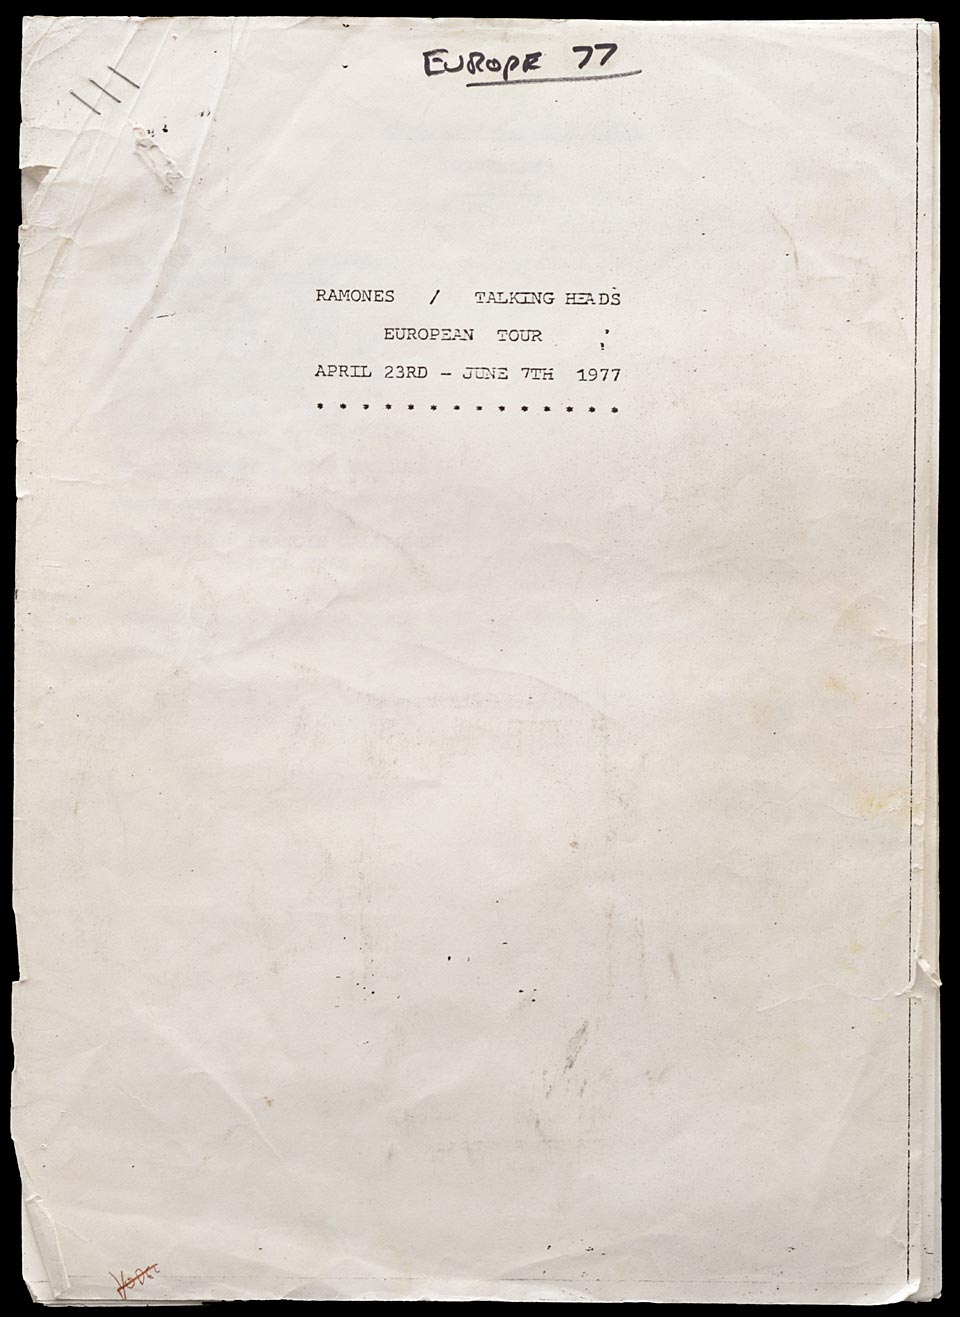 EUROPE 77
RAMONES / TALKING HEADS
EUROPEAN TOUR
APRIL 23RD - JUNE 7TH 1977
* * * * * * * * * * * * * *